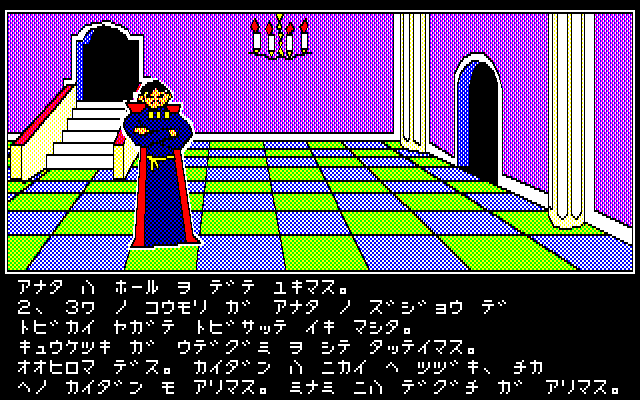 アナタ ハ ホール ヲ デテ ユキマス。
2、 3ワ ノ コウモリ ガ アナタ ノ ズジョウ デ
トビカイ ヤガテ トビサッテ イキ マシタ。
キュウケツキ ガ ウデグミ ヲ シテ タッテイマス。
オオヒロマ デス。 カイダン ハ ニカイ ヘ ツヅキ、 チカ
ヘノ カイダン モ アリマス。 ミナミ ニハ デグチ ガ アリマス。